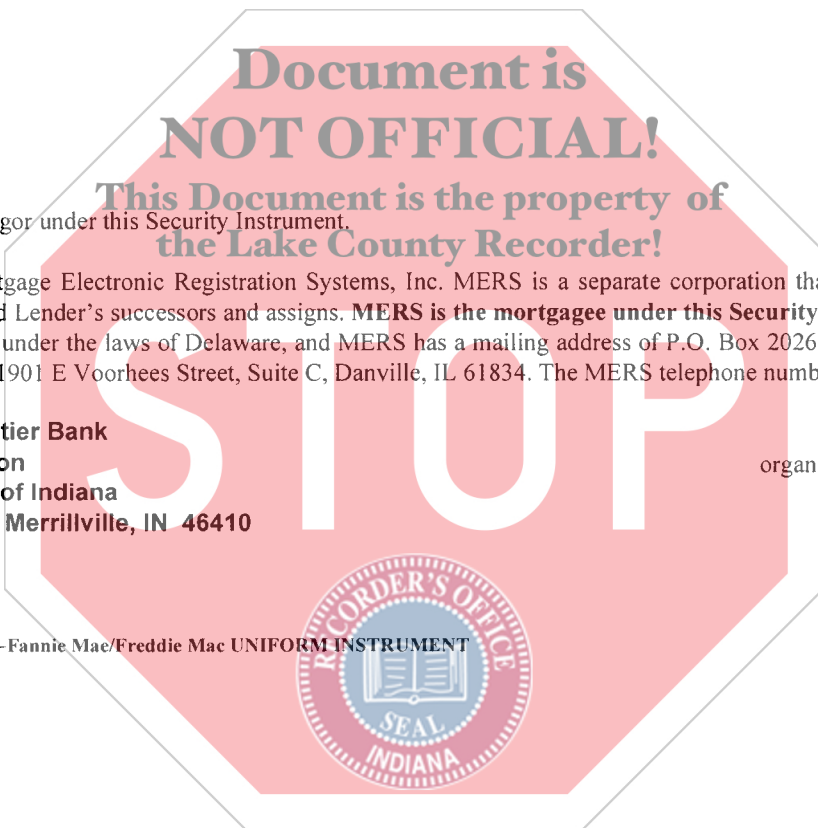 Document is
NOT OFFICIAL!
This Document is the property of
gor under this Security Instrument.
the Lake County Recorder!
tgage Electronic Registration Systems, Inc. MERS is a separate corporation tha
d Lender's successors and assigns. MERS is the mortgagee under this Security
under the laws of Delaware, and MERS has a mailing address of P.O. Box 2026
1901 E Voorhees Street, Suite C, Danville, IL 61834. The MERS telephone numb
STOP
tier Bank
on organ
of Indiana
Merrillville, IN 46410
-Fannie Mae/Freddie Mac UNIFORM INSTRUMENT
RECORDER'S OFFICE
SEAL
INDIANA